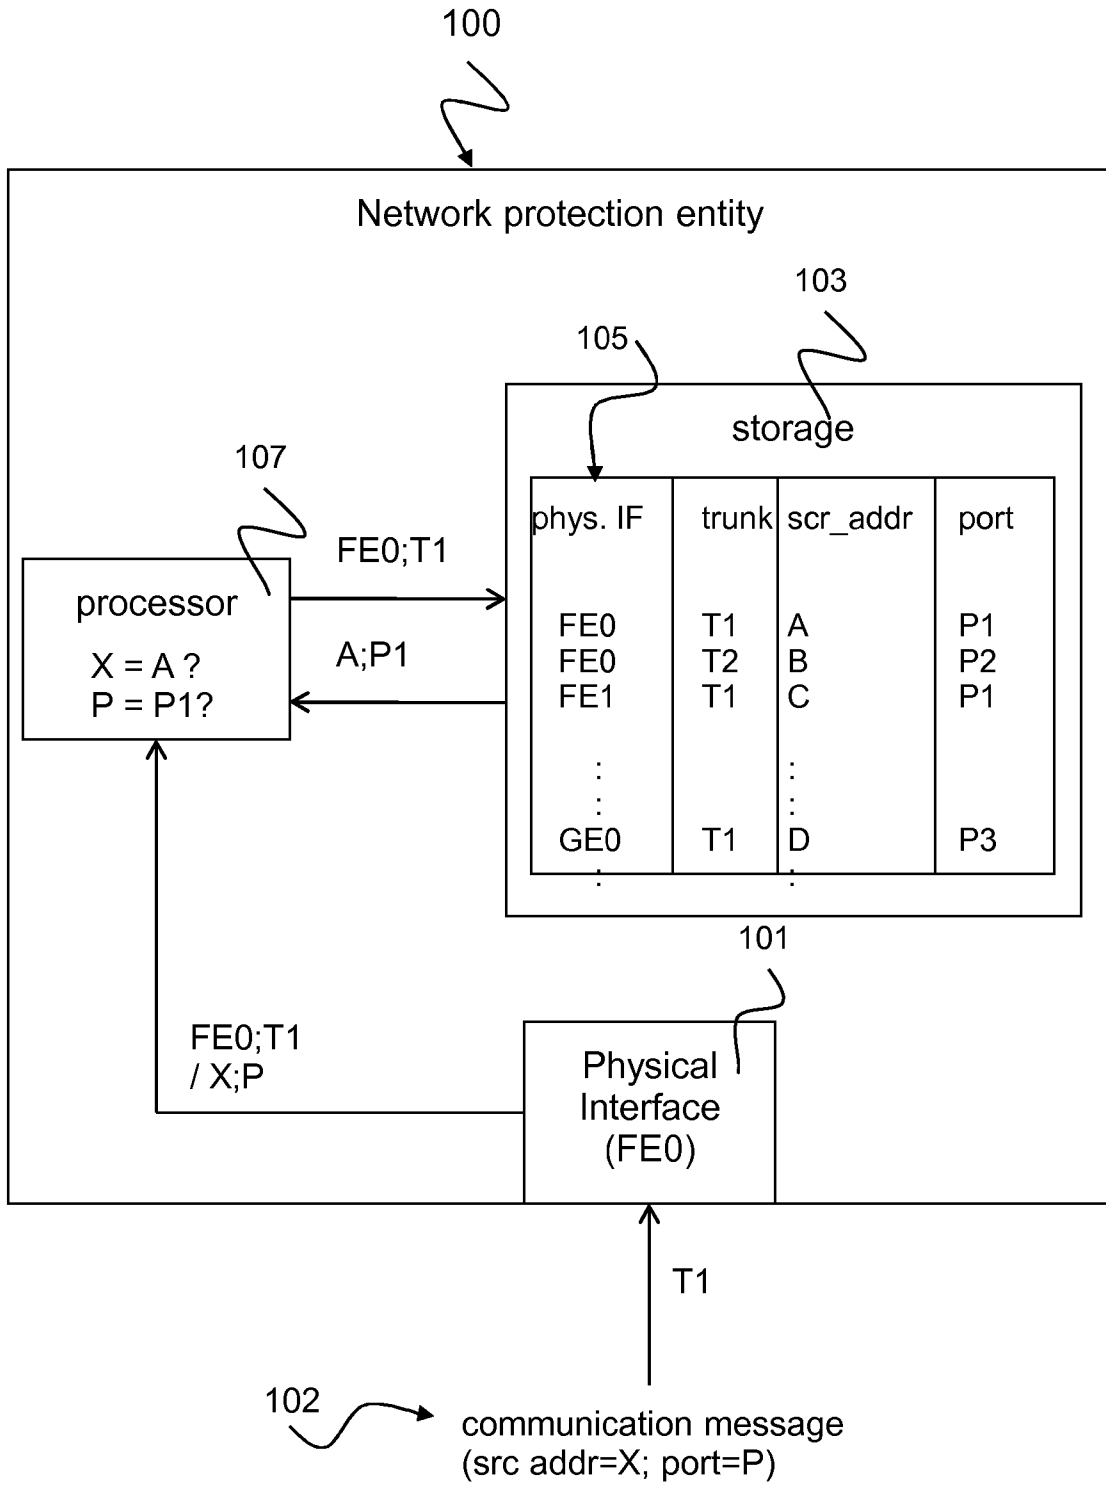 100
Network protection entity
103
105
storage
107
phys. IF trunk scr_addr port
FE0;T1
processor
FE0 T1 A P1
A;P1
X = A ?
FE0 T2 B P2
P = P1?
FE1 T1 C P1
: :
: :
GE0 T1 D P3
: :
101
FE0;T1
/ X;P
Physical
Interface
(FE0)
T1
102
communication message
(src addr=X; port=P)